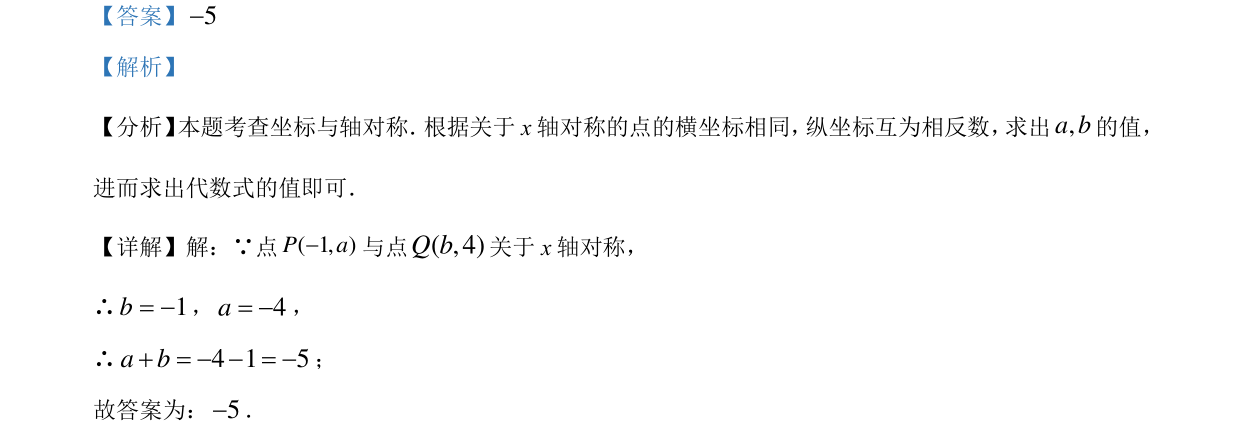 【答案】−5
【解析】
【分析】本题考查坐标与轴对称．根据关于 x 轴对称的点的横坐标相同，纵坐标互为相反数，求出 a,b 的值，
进而求出代数式的值即可．
【详解】解：∵点 P(−1,a) 与点 Q(b,4) 关于 x 轴对称，
∴ b = −1，a = −4，
∴ a+b = −4−1 = −5；
故答案为：−5．